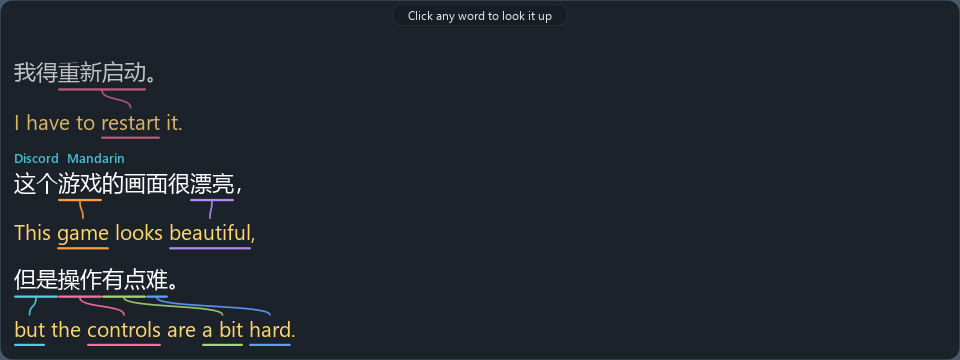 Click any word to look it up
我得重新启动。
I have to restart it.
Discord Mandarin
这个游戏的画面很漂亮，
This game looks beautiful,
但是操作有点难。
but the controls are a bit hard.